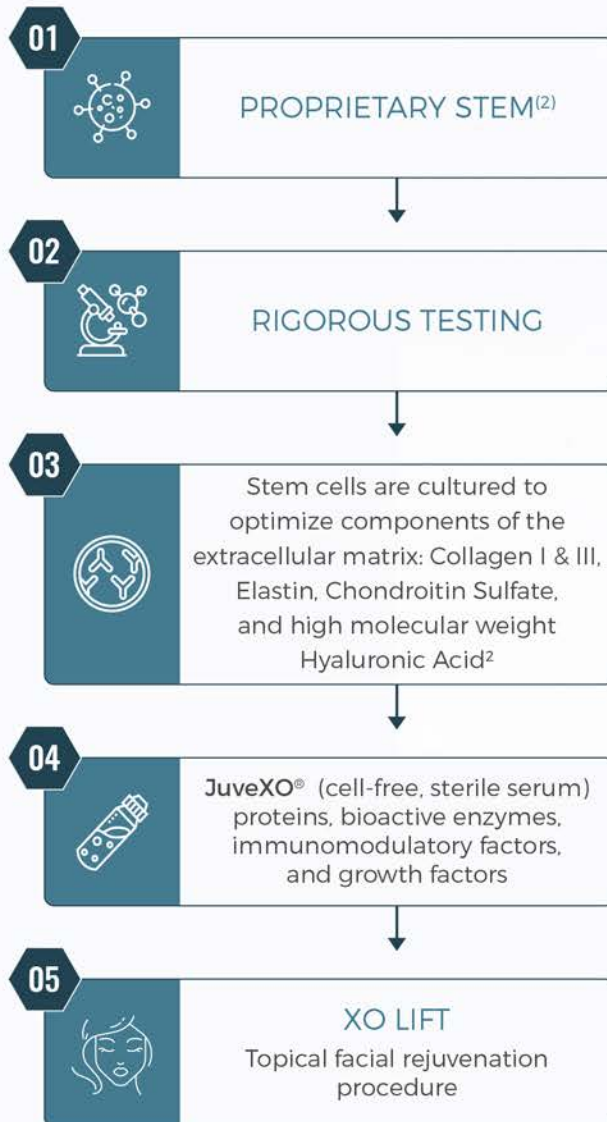 01
PROPRIETARY STEM⁽²⁾
02
RIGOROUS TESTING
03
Stem cells are cultured to
optimize components of the
extracellular matrix: Collagen I & III,
Elastin, Chondroitin Sulfate,
and high molecular weight
Hyaluronic Acid²
04
JuveXO® (cell-free, sterile serum)
proteins, bioactive enzymes,
immunomodulatory factors,
and growth factors
05
XO LIFT
Topical facial rejuvenation
procedure